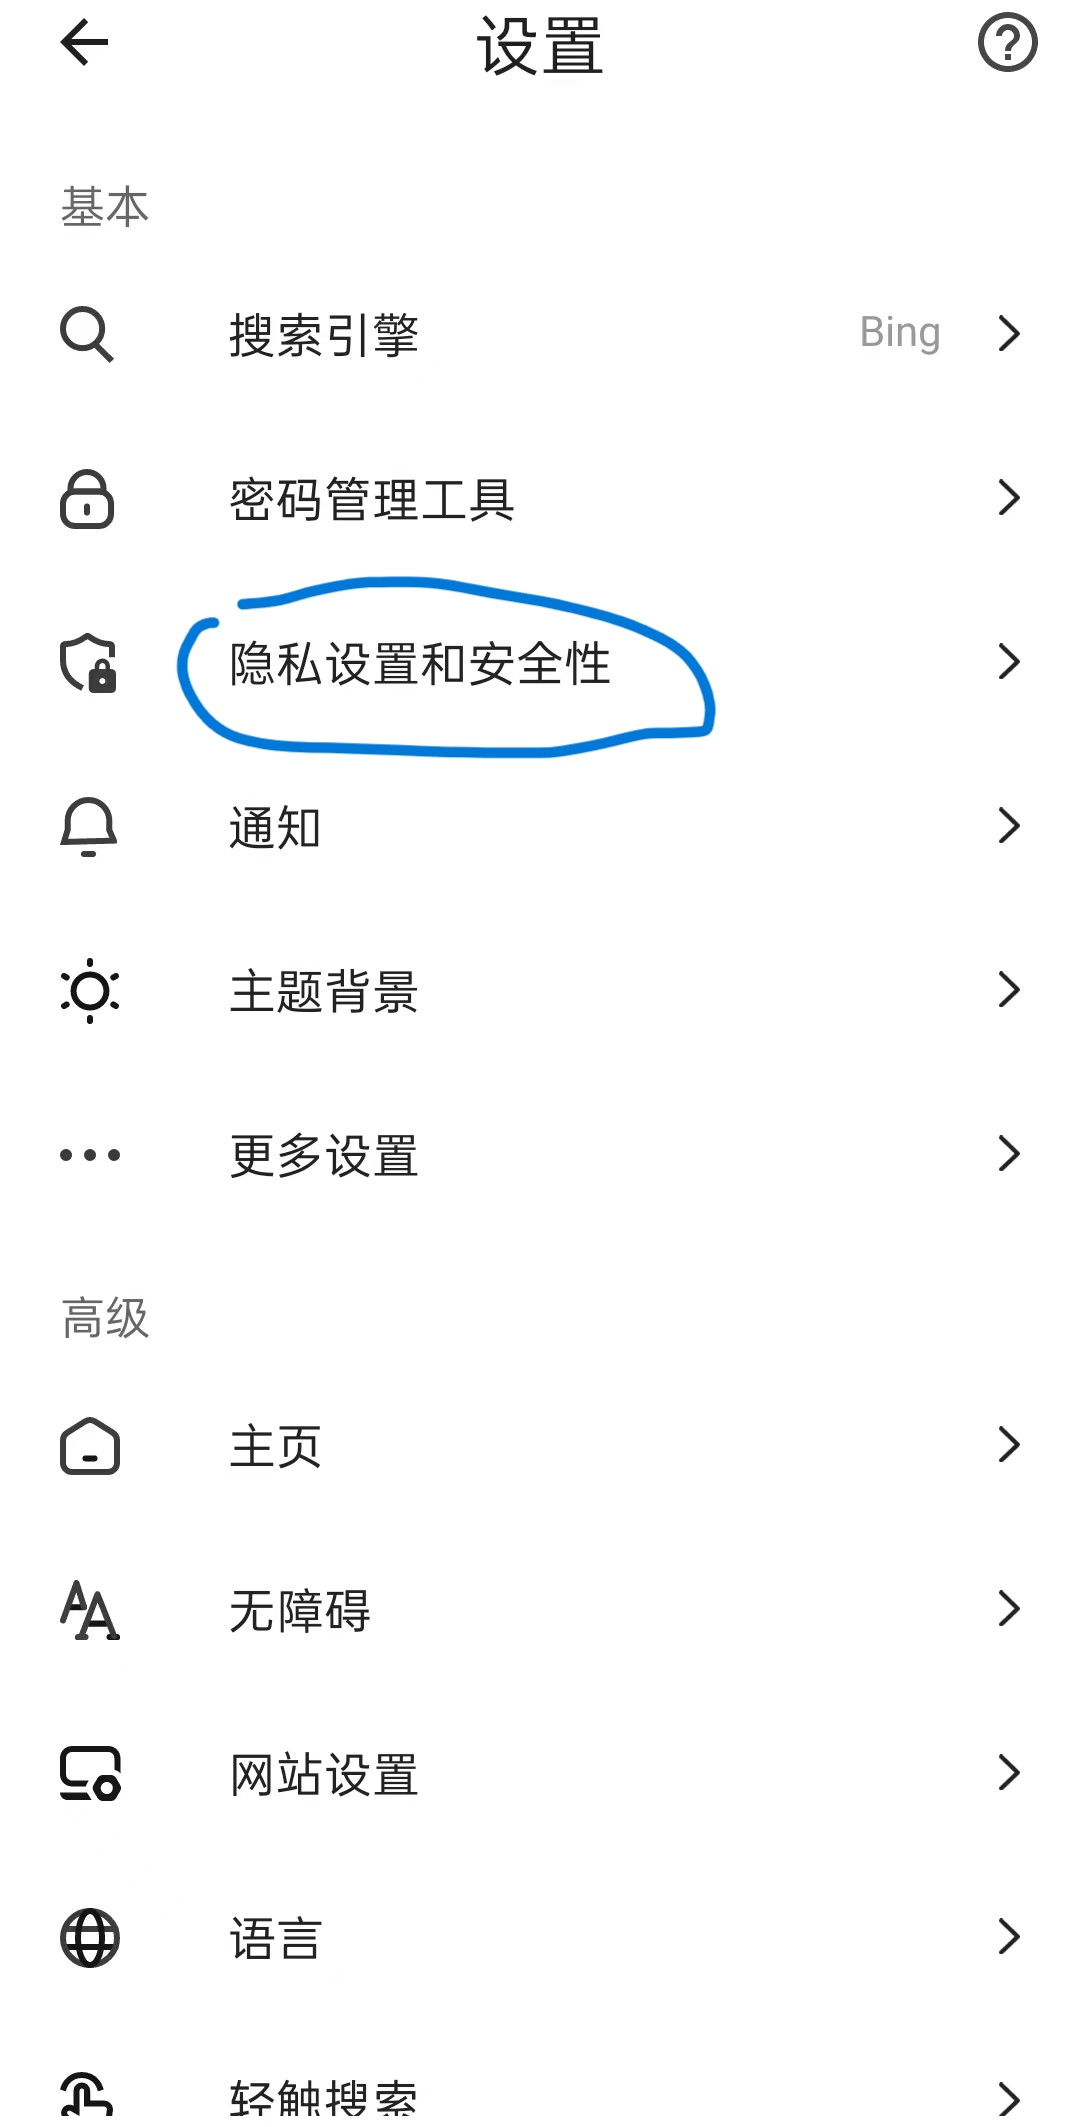 设置
基本
搜索引擎 Bing
密码管理工具
隐私设置和安全性
通知
主题背景
更多设置
高级
主页
无障碍
网站设置
语言
轻触搜索